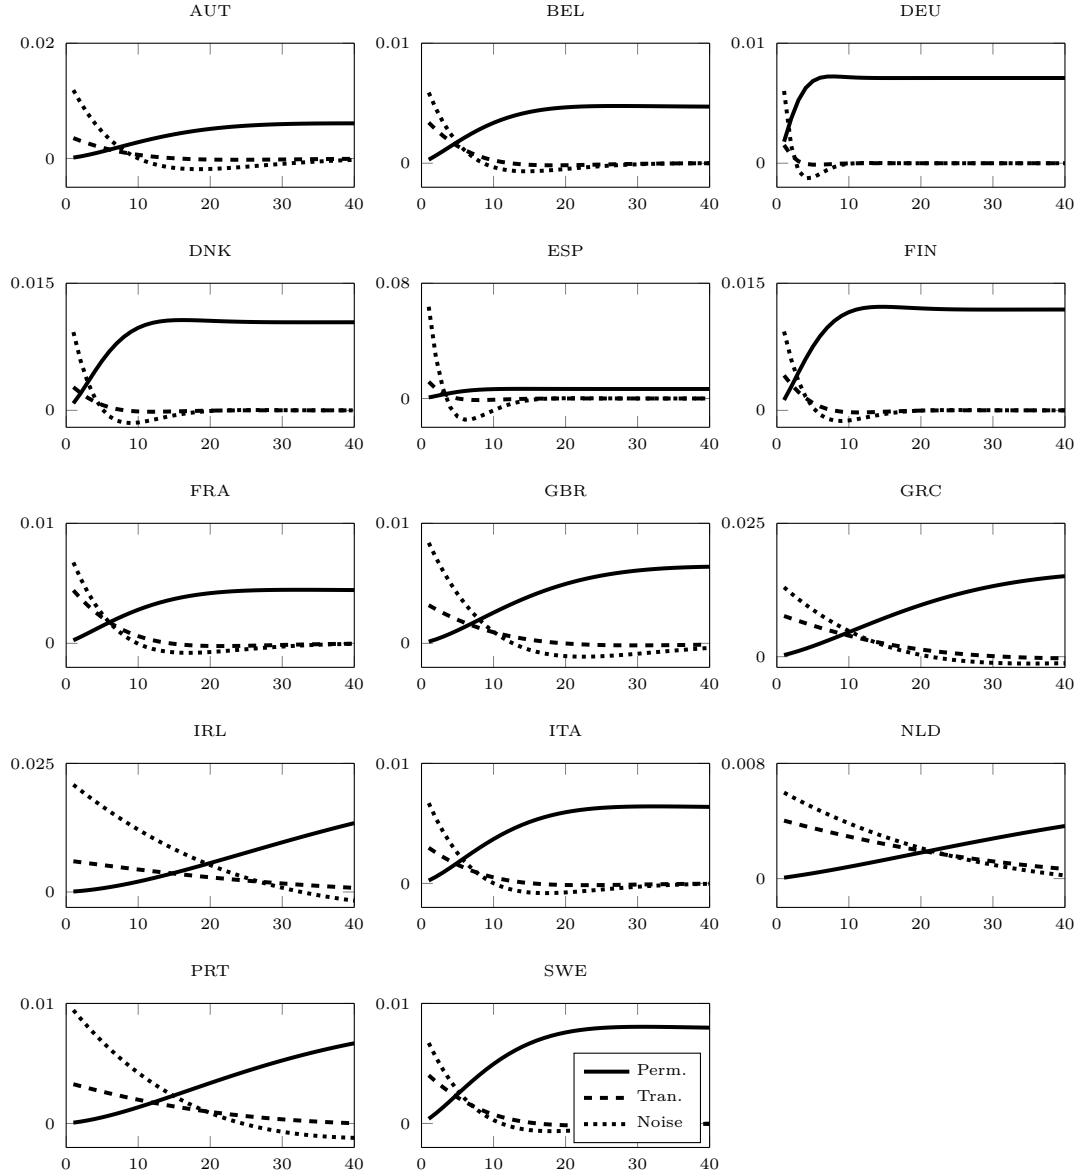 AUT BEL DEU
0.02 0.01 0.01
0 0 0
0 10 20 30 40 0 10 20 30 40 0 10 20 30 40
DNK ESP FIN
0.015 0.08 0.015
0 0 0
0 10 20 30 40 0 10 20 30 40 0 10 20 30 40
FRA GBR GRC
0.01 0.01 0.025
0 0 0
0 10 20 30 40 0 10 20 30 40 0 10 20 30 40
IRL ITA NLD
0.025 0.01 0.008
0 0 0
0 10 20 30 40 0 10 20 30 40 0 10 20 30 40
PRT SWE
0.01 0.01
Perm.
Tran.
0 0 Noise
0 10 20 30 40 0 10 20 30 40